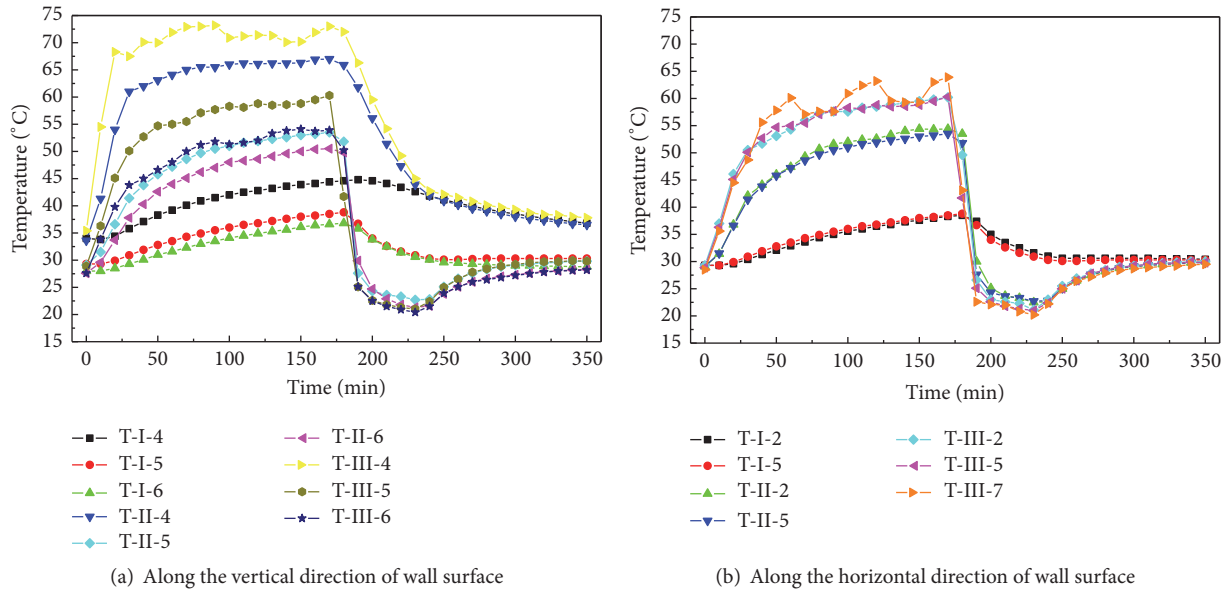 75
70
65
60
55
50
45
40
35
30
25
20
15
Temperature (°C)
0 50 100 150 200 250 300 350
Time (min)
T-I-4
T-I-5
T-I-6
T-II-4
T-II-5
T-II-6
T-III-4
T-III-5
T-III-6
(a) Along the vertical direction of wall surface
75
70
65
60
55
50
45
40
35
30
25
20
15
Temperature (°C)
0 50 100 150 200 250 300 350
Time (min)
T-I-2
T-I-5
T-II-2
T-II-5
T-III-2
T-III-5
T-III-7
(b) Along the horizontal direction of wall surface